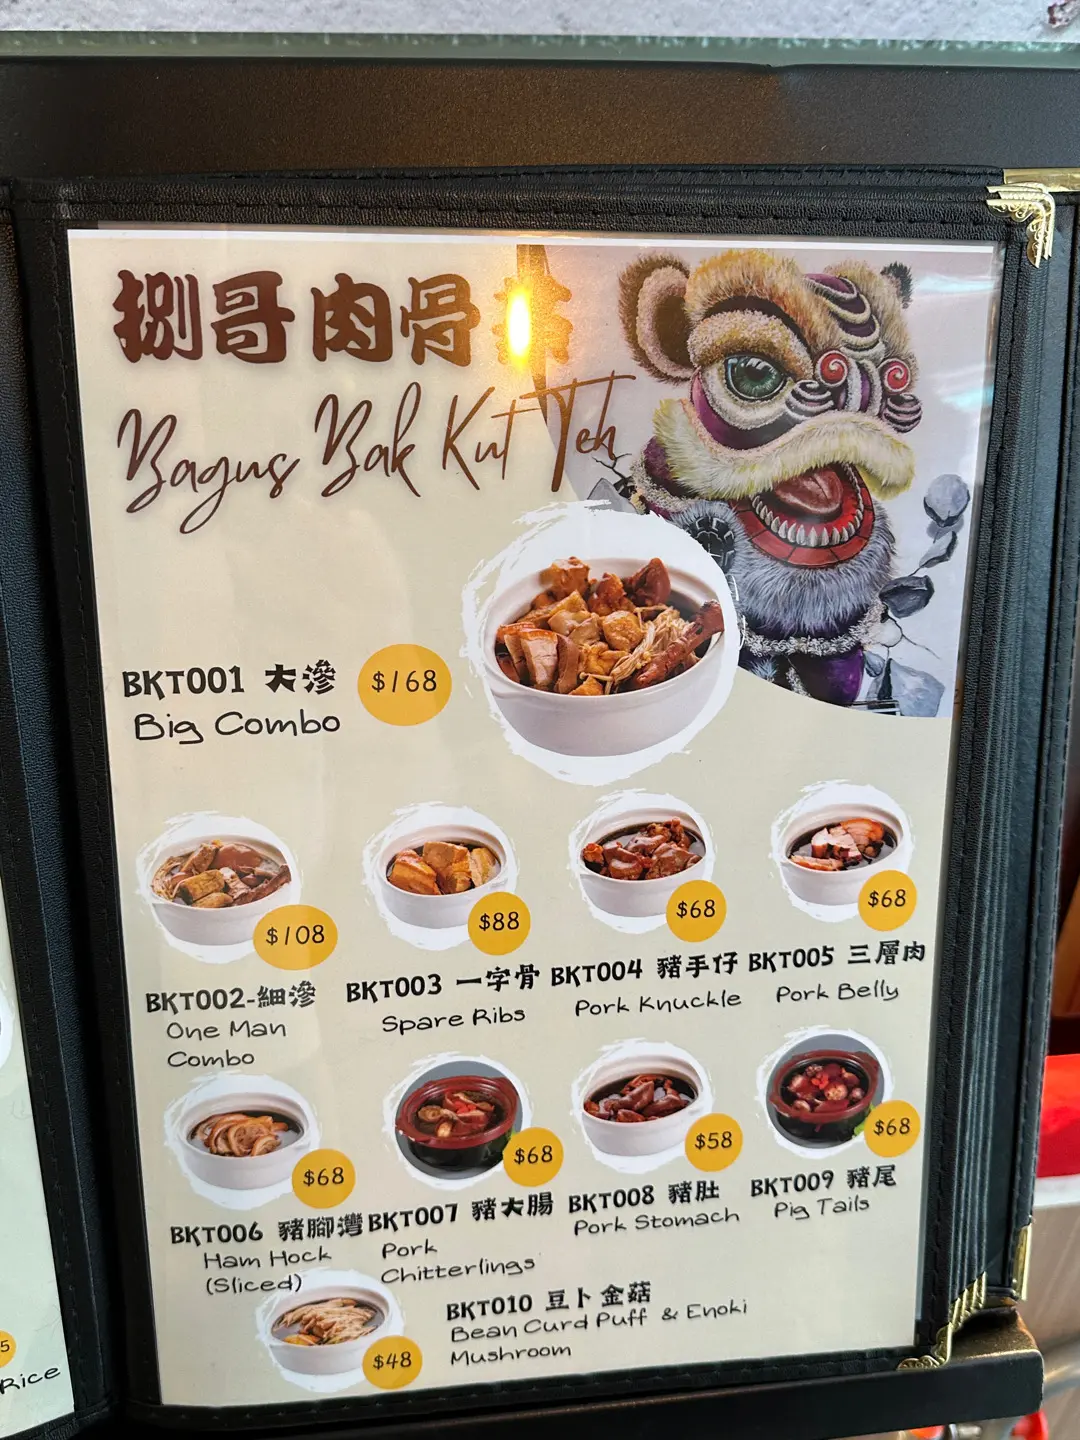 捌哥肉骨茶
Bagus Bak Kut Teh
BKT001 大滲
Big Combo
$168
$108
$88
$68
$68
BKT002-細滲
One Man
Combo
BKT003 一字骨
Spare Ribs
BKT004 豬手仔
Pork Knuckle
BKT005 三層肉
Pork Belly
$68
$68
$58
$68
BKT006 豬腳灣
Ham Hock
(Sliced)
BKT007 豬大腸
Pork
Chitterlings
BKT008 豬肚
Pork Stomach
BKT009 豬尾
Pig Tails
$48
BKT010 豆卜金菇
Bean Curd Puff & Enoki
Mushroom
5
Rice